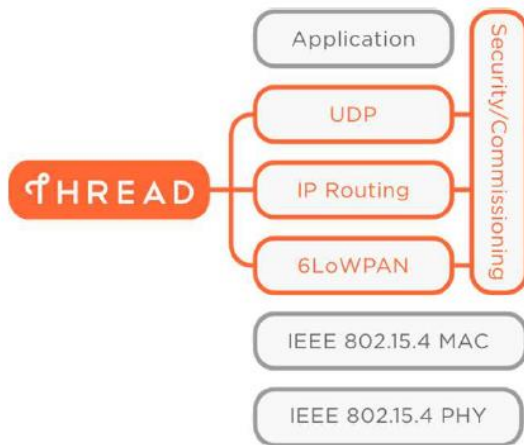 Application
UDP
THREAD
IP Routing
6LoWPAN
Security/Commissioning
IEEE 802.15.4 MAC
IEEE 802.15.4 PHY